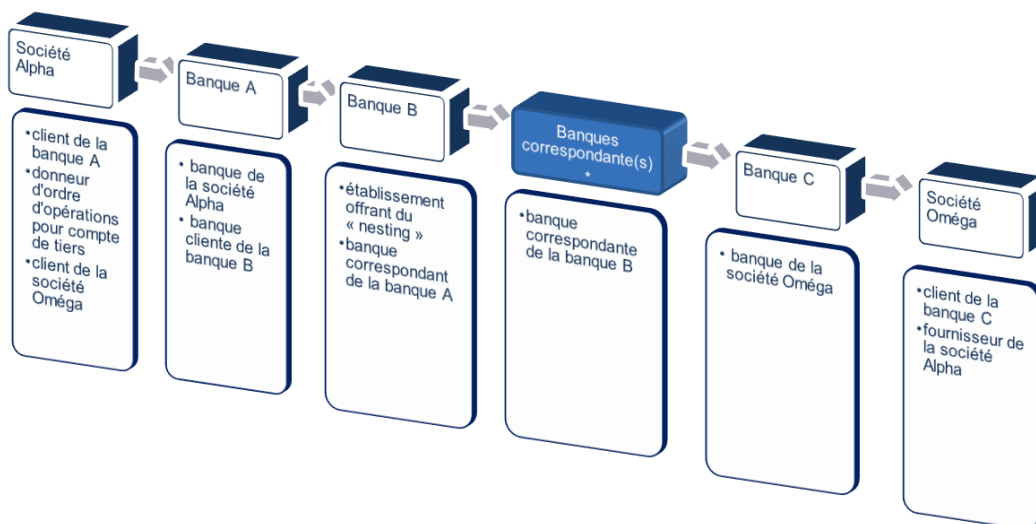 Société
Alpha
•client de la
banque A
•donneur
d'ordre
d'opérations
pour compte
de tiers
•client de la
société
Oméga
Banque A
• banque de
la société
Alpha
• banque
cliente de la
banque B
Banque B
•établissement
offrant du
« nesting »
•banque
correspondant
de la banque A
Banques
correspondante(s)
*
• banque
correspondante
de la banque B
Banque C
• banque de la
société Oméga
Société
Oméga
•client de la
banque C
•fournisseur de
la société
Alpha